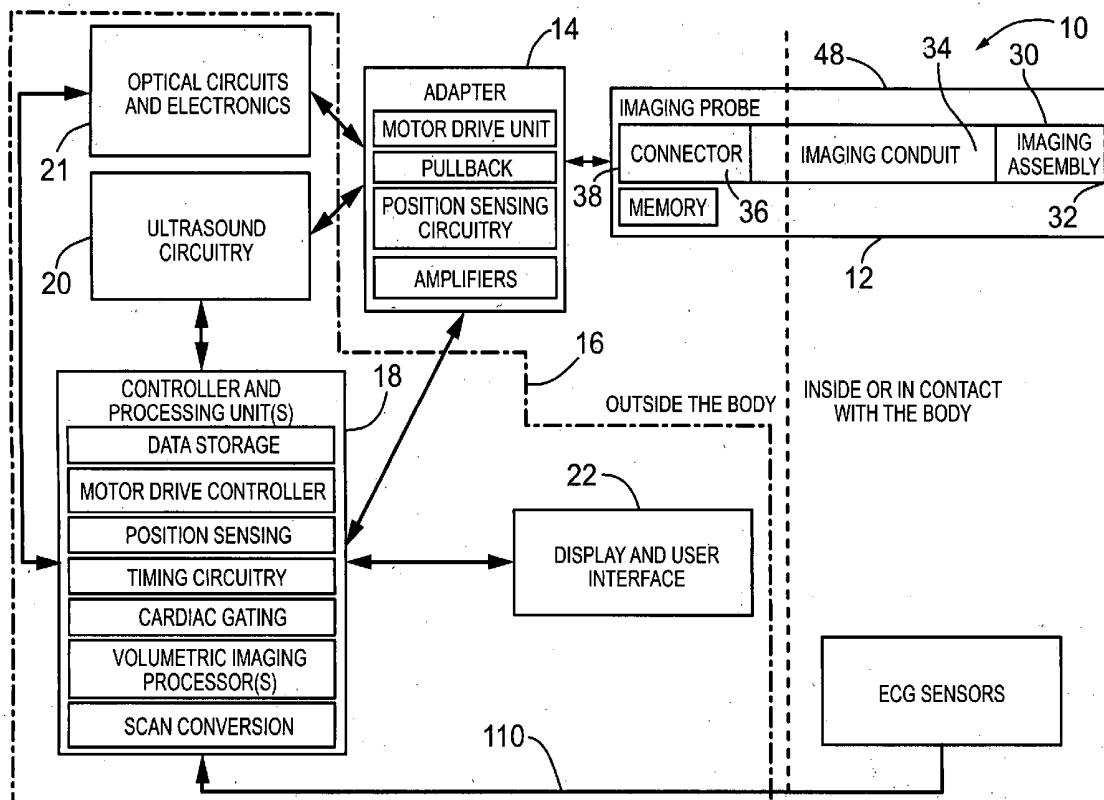 10
14
34
30
48
OPTICAL CIRCUITS
AND ELECTRONICS
21
ADAPTER
MOTOR DRIVE UNIT
PULLBACK
POSITION SENSING
CIRCUITRY
AMPLIFIERS
IMAGING PROBE
CONNECTOR
IMAGING CONDUIT
IMAGING
ASSEMBLY
38
36
32
MEMORY
12
ULTRASOUND
CIRCUITRY
20
16
CONTROLLER AND
PROCESSING UNIT(S)
18
DATA STORAGE
MOTOR DRIVE CONTROLLER
POSITION SENSING
TIMING CIRCUITRY
CARDIAC GATING
VOLUMETRIC IMAGING
PROCESSOR(S)
SCAN CONVERSION
OUTSIDE THE BODY
INSIDE OR IN CONTACT
WITH THE BODY
22
DISPLAY AND USER
INTERFACE
ECG SENSORS
110